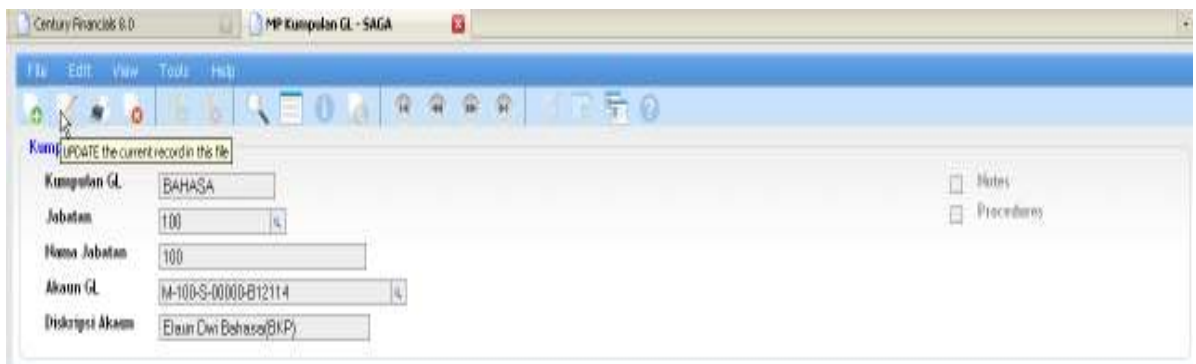 Century Financials 8.0
MP Kumpulan GL - SAGA
File Edit View Tools Help
UPDATE the current record in this file
Kump
Kumpulan GL BAHASA
Notes
Jabatan 100
Procedures
Nama Jabatan 100
Akaun GL M-100-S-00000-B12114
Diskripsi Akaun Elaun Dwi Bahasa(BKP)